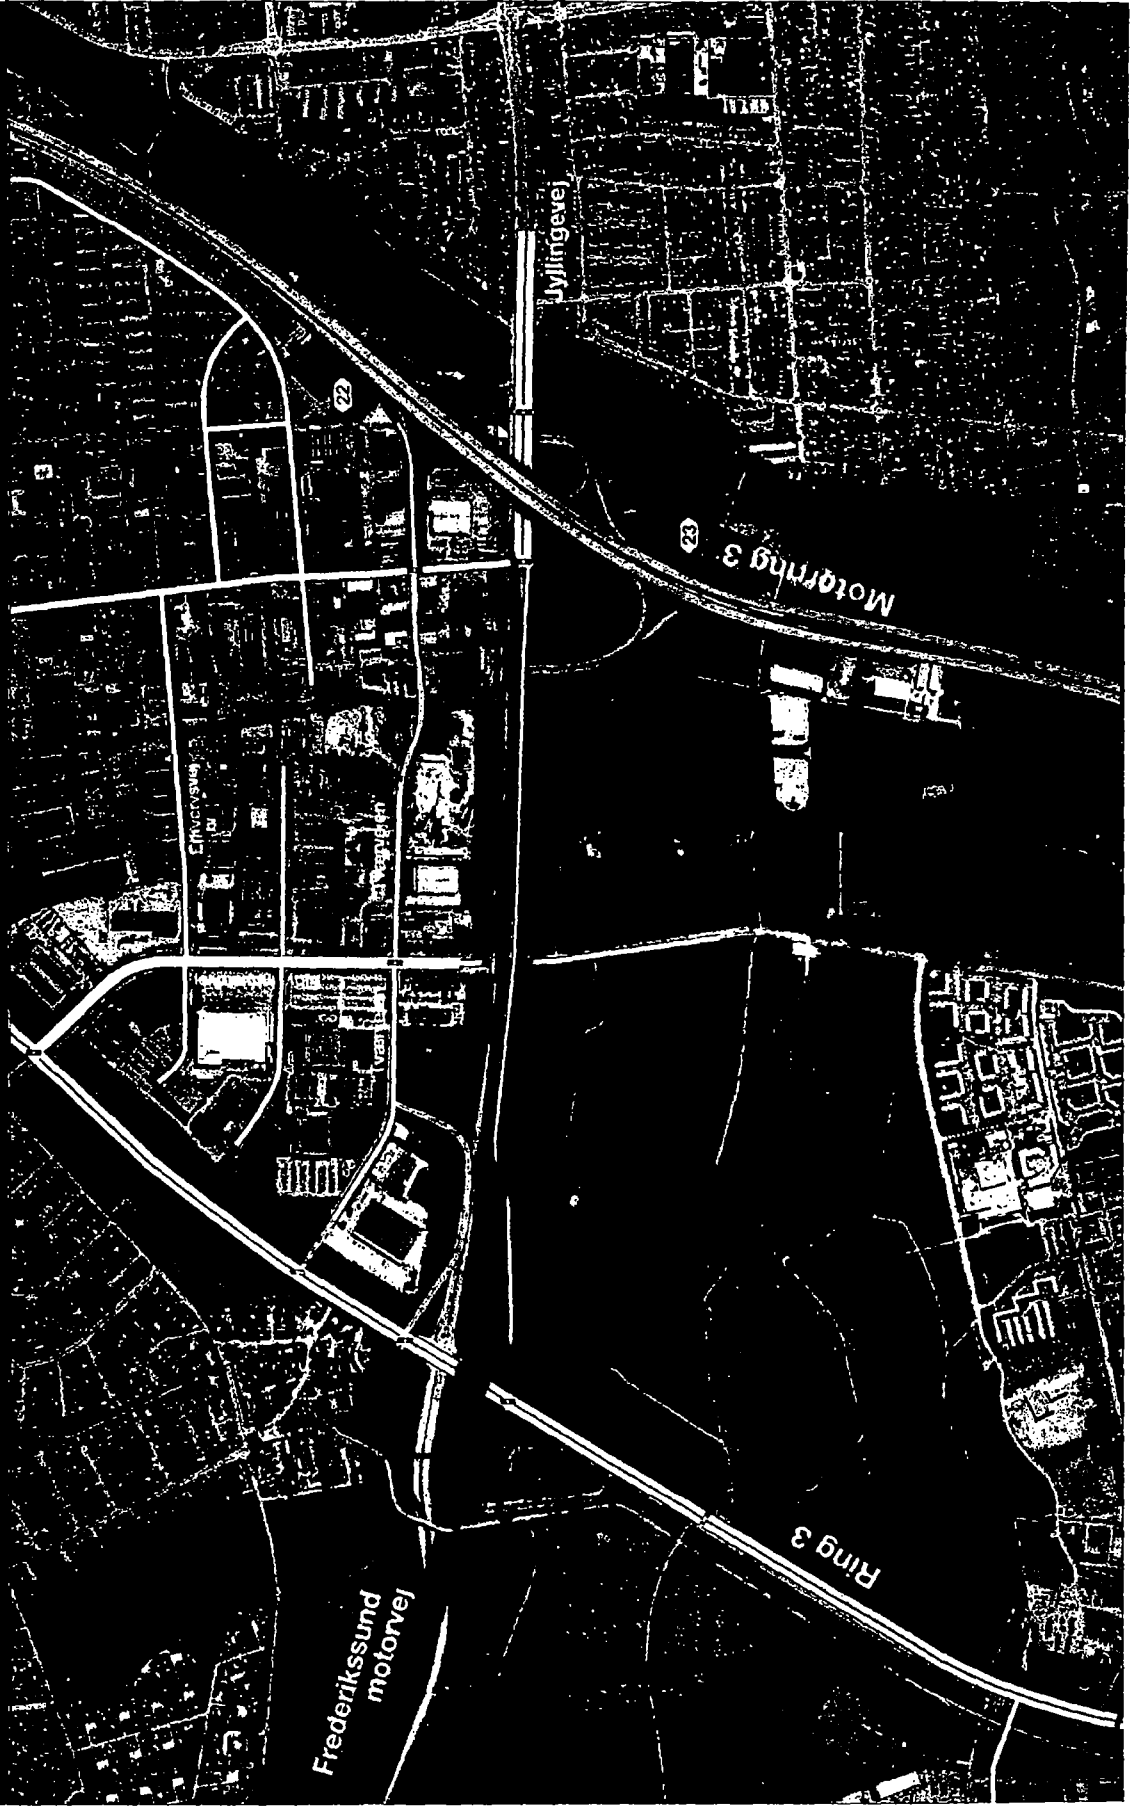 Frederikssund
motorvej
Ring 3
22
23
Motorring 3
Jyllingevej